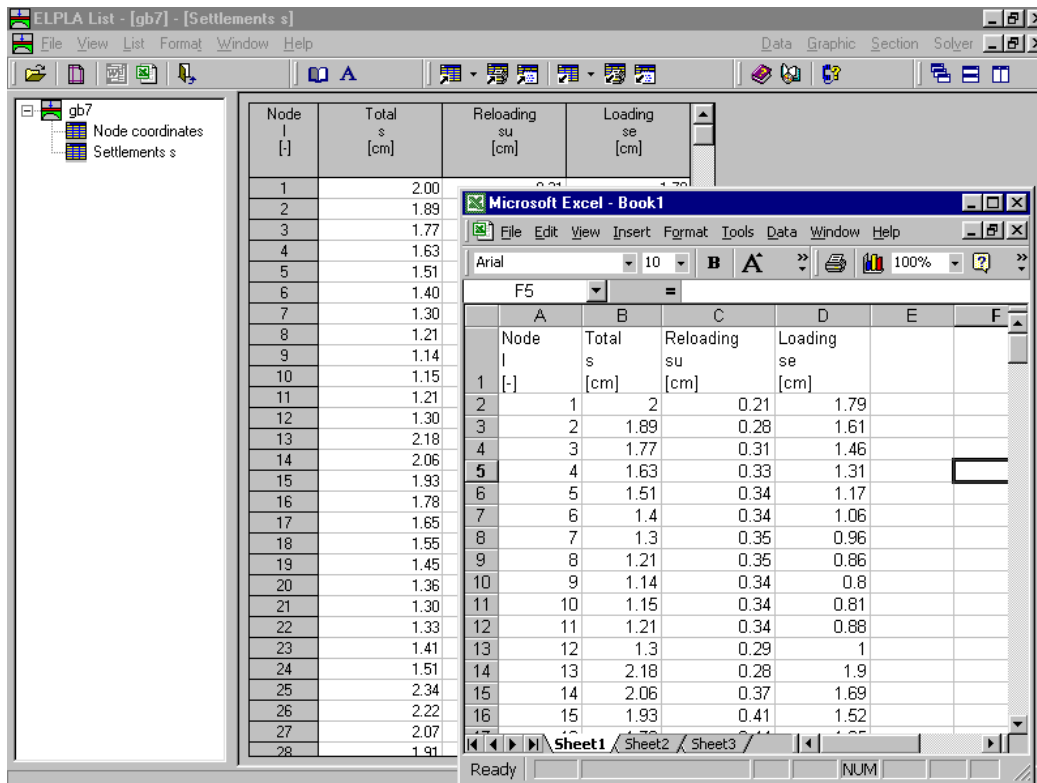 ELPLA List - [gb7] - [Settlements s]
File View List Format Window Help Data Graphic Section Solver
A
gb7
Node coordinates
Settlements s
Node Total Reloading Loading
I s su se
[-] [cm] [cm] [cm]
1 2.00 0.21 1.79
2 1.89
3 1.77
4 1.63
5 1.51
6 1.40
7 1.30
8 1.21
9 1.14
10 1.15
11 1.21
12 1.30
13 2.18
14 2.06
15 1.93
16 1.78
17 1.65
18 1.55
19 1.45
20 1.36
21 1.30
22 1.33
23 1.41
24 1.51
25 2.34
26 2.22
27 2.07
28 1.91
Microsoft Excel - Book1
File Edit View Insert Format Tools Data Window Help
Arial 10 B A » 100% »
F5 =
A B C D E F
Node Total Reloading Loading
I s su se
1 [-] [cm] [cm] [cm]
2 1 2 0.21 1.79
3 2 1.89 0.28 1.61
4 3 1.77 0.31 1.46
5 4 1.63 0.33 1.31
6 5 1.51 0.34 1.17
7 6 1.4 0.34 1.06
8 7 1.3 0.35 0.96
9 8 1.21 0.35 0.86
10 9 1.14 0.34 0.8
11 10 1.15 0.34 0.81
12 11 1.21 0.34 0.88
13 12 1.3 0.29 1
14 13 2.18 0.28 1.9
15 14 2.06 0.37 1.69
16 15 1.93 0.41 1.52
Sheet1 Sheet2 Sheet3
Ready NUM